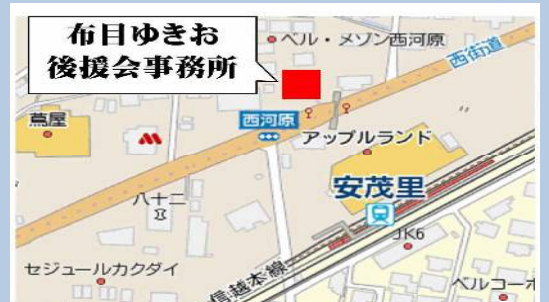 布目ゆきお
後援会事務所
ベル・メゾン西河原
西街道
蔦屋
西河原
アップルランド
八十二
安茂里
JK6
セジュールカクダイ
信越本線
ベルコーポ